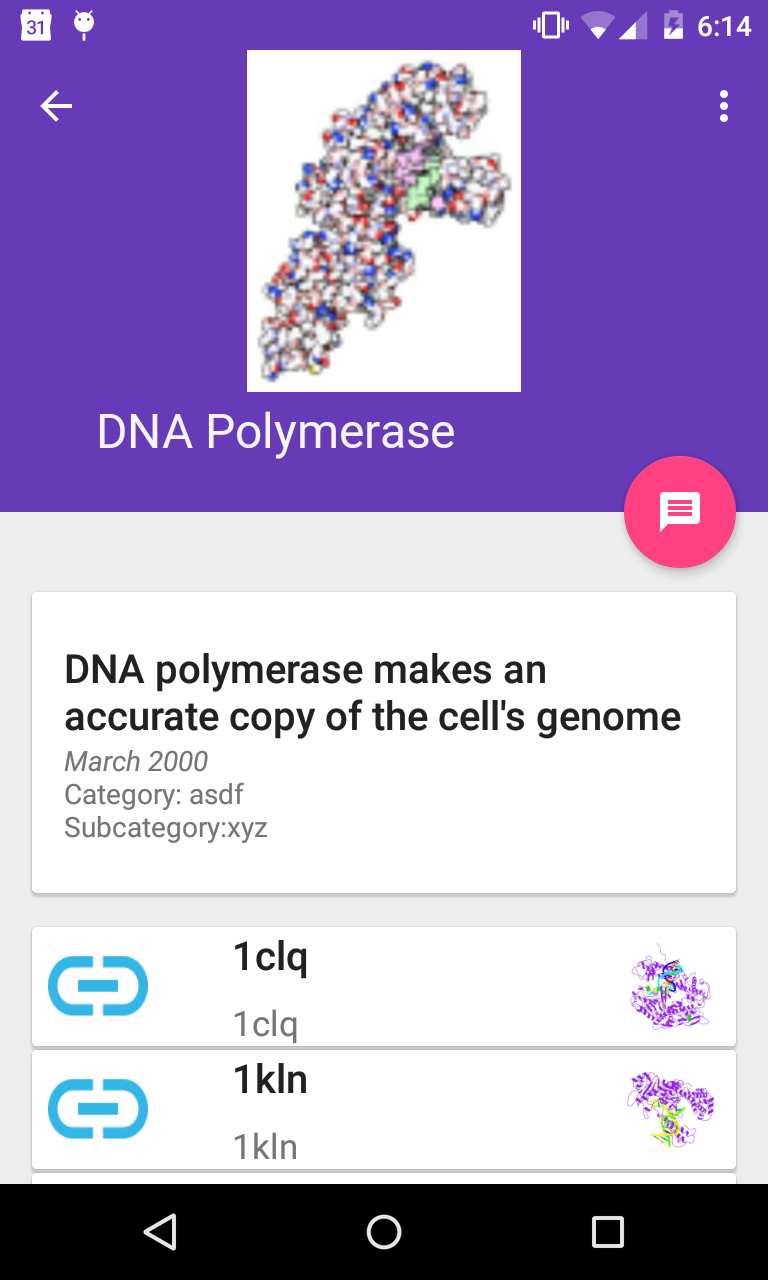 31
6:14
DNA Polymerase
DNA polymerase makes an
accurate copy of the cell's genome
March 2000
Category: asdf
Subcategory:xyz
1clq
1clq
1kln
1kln